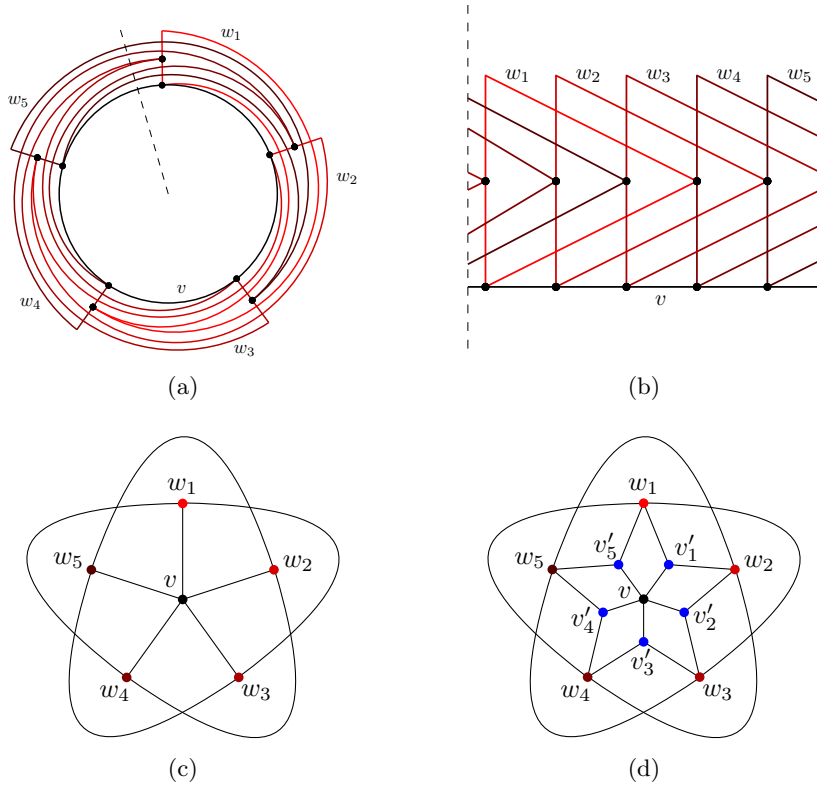 w₁
w₅
w₂
v
w₄
w₃
(a)
w₁ w₂ w₃ w₄ w₅
v
(b)
w₁
w₅ w₂
v
w₄ w₃
(c)
w₁
v′₅ v′₁
w₅ w₂
v
v′₄ v′₂
v′₃
w₄ w₃
(d)